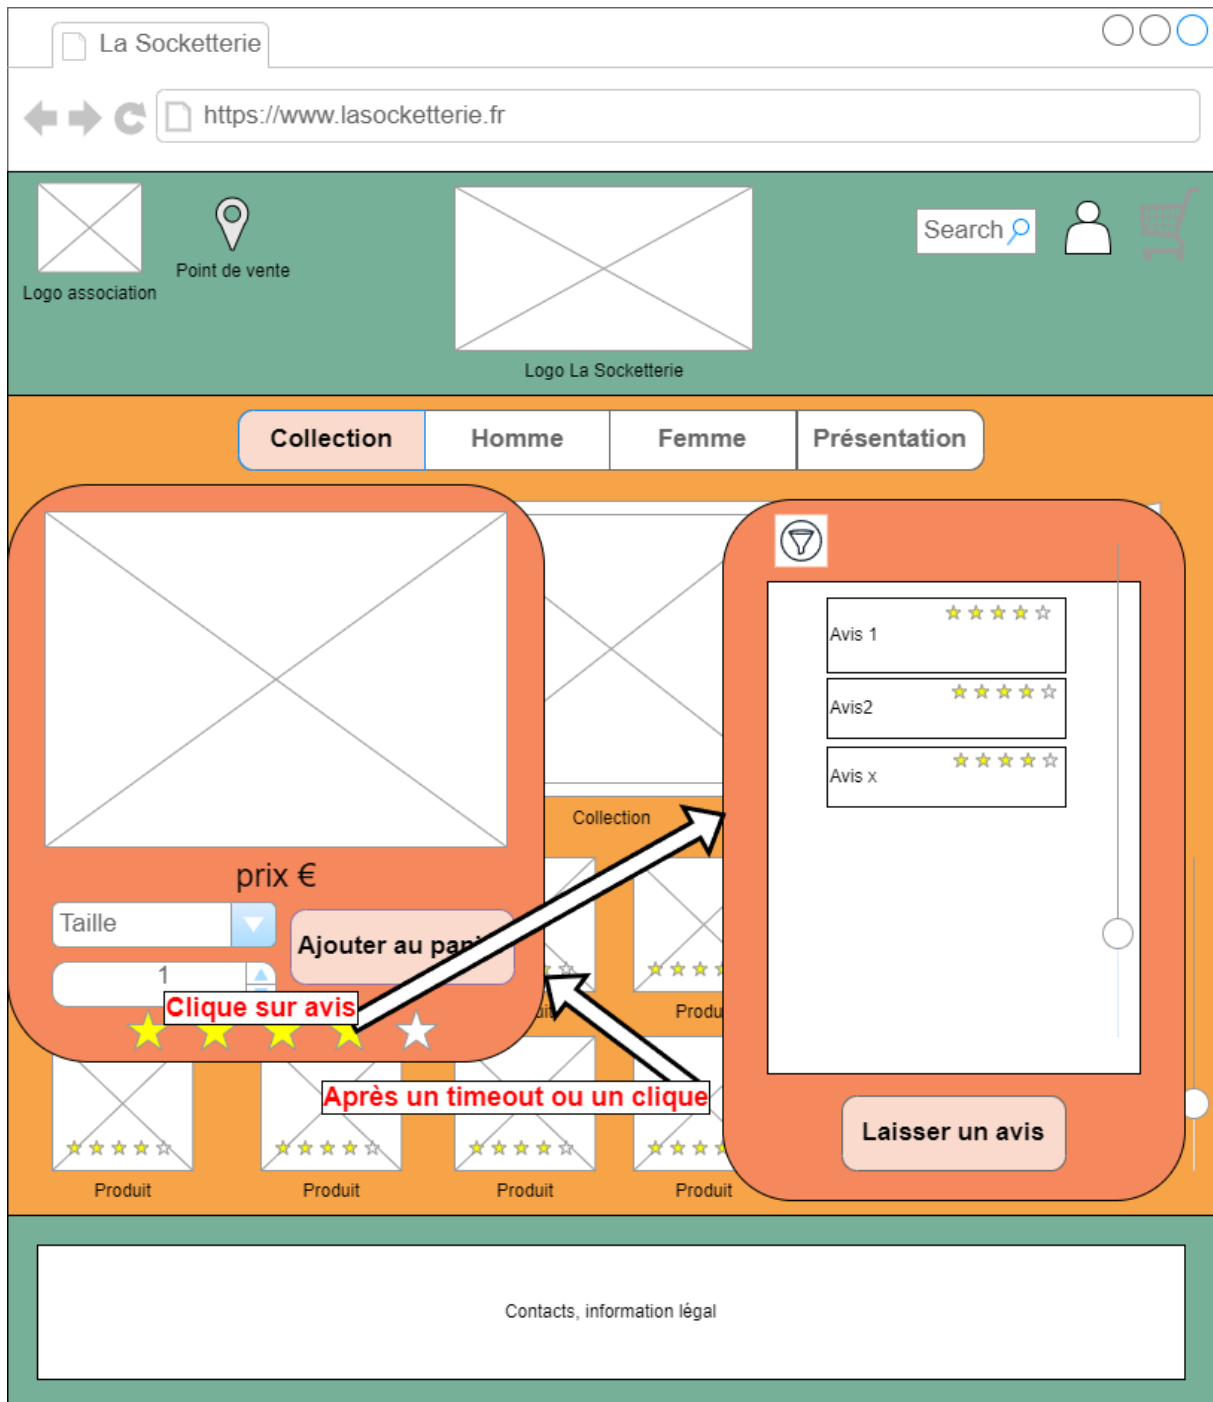 La Socketterie
https://www.lasocketterie.fr
Search
Point de vente
Logo association
Logo La Socketterie
Collection
Homme
Femme
Présentation
Avis 1
Avis2
Avis x
Collection
prix €
Taille
Ajouter au
1
Clique sur avis
Après un timeout ou un clique
Laisser un avis
Produit
Produit
Produit
Produit
Contacts, information légal